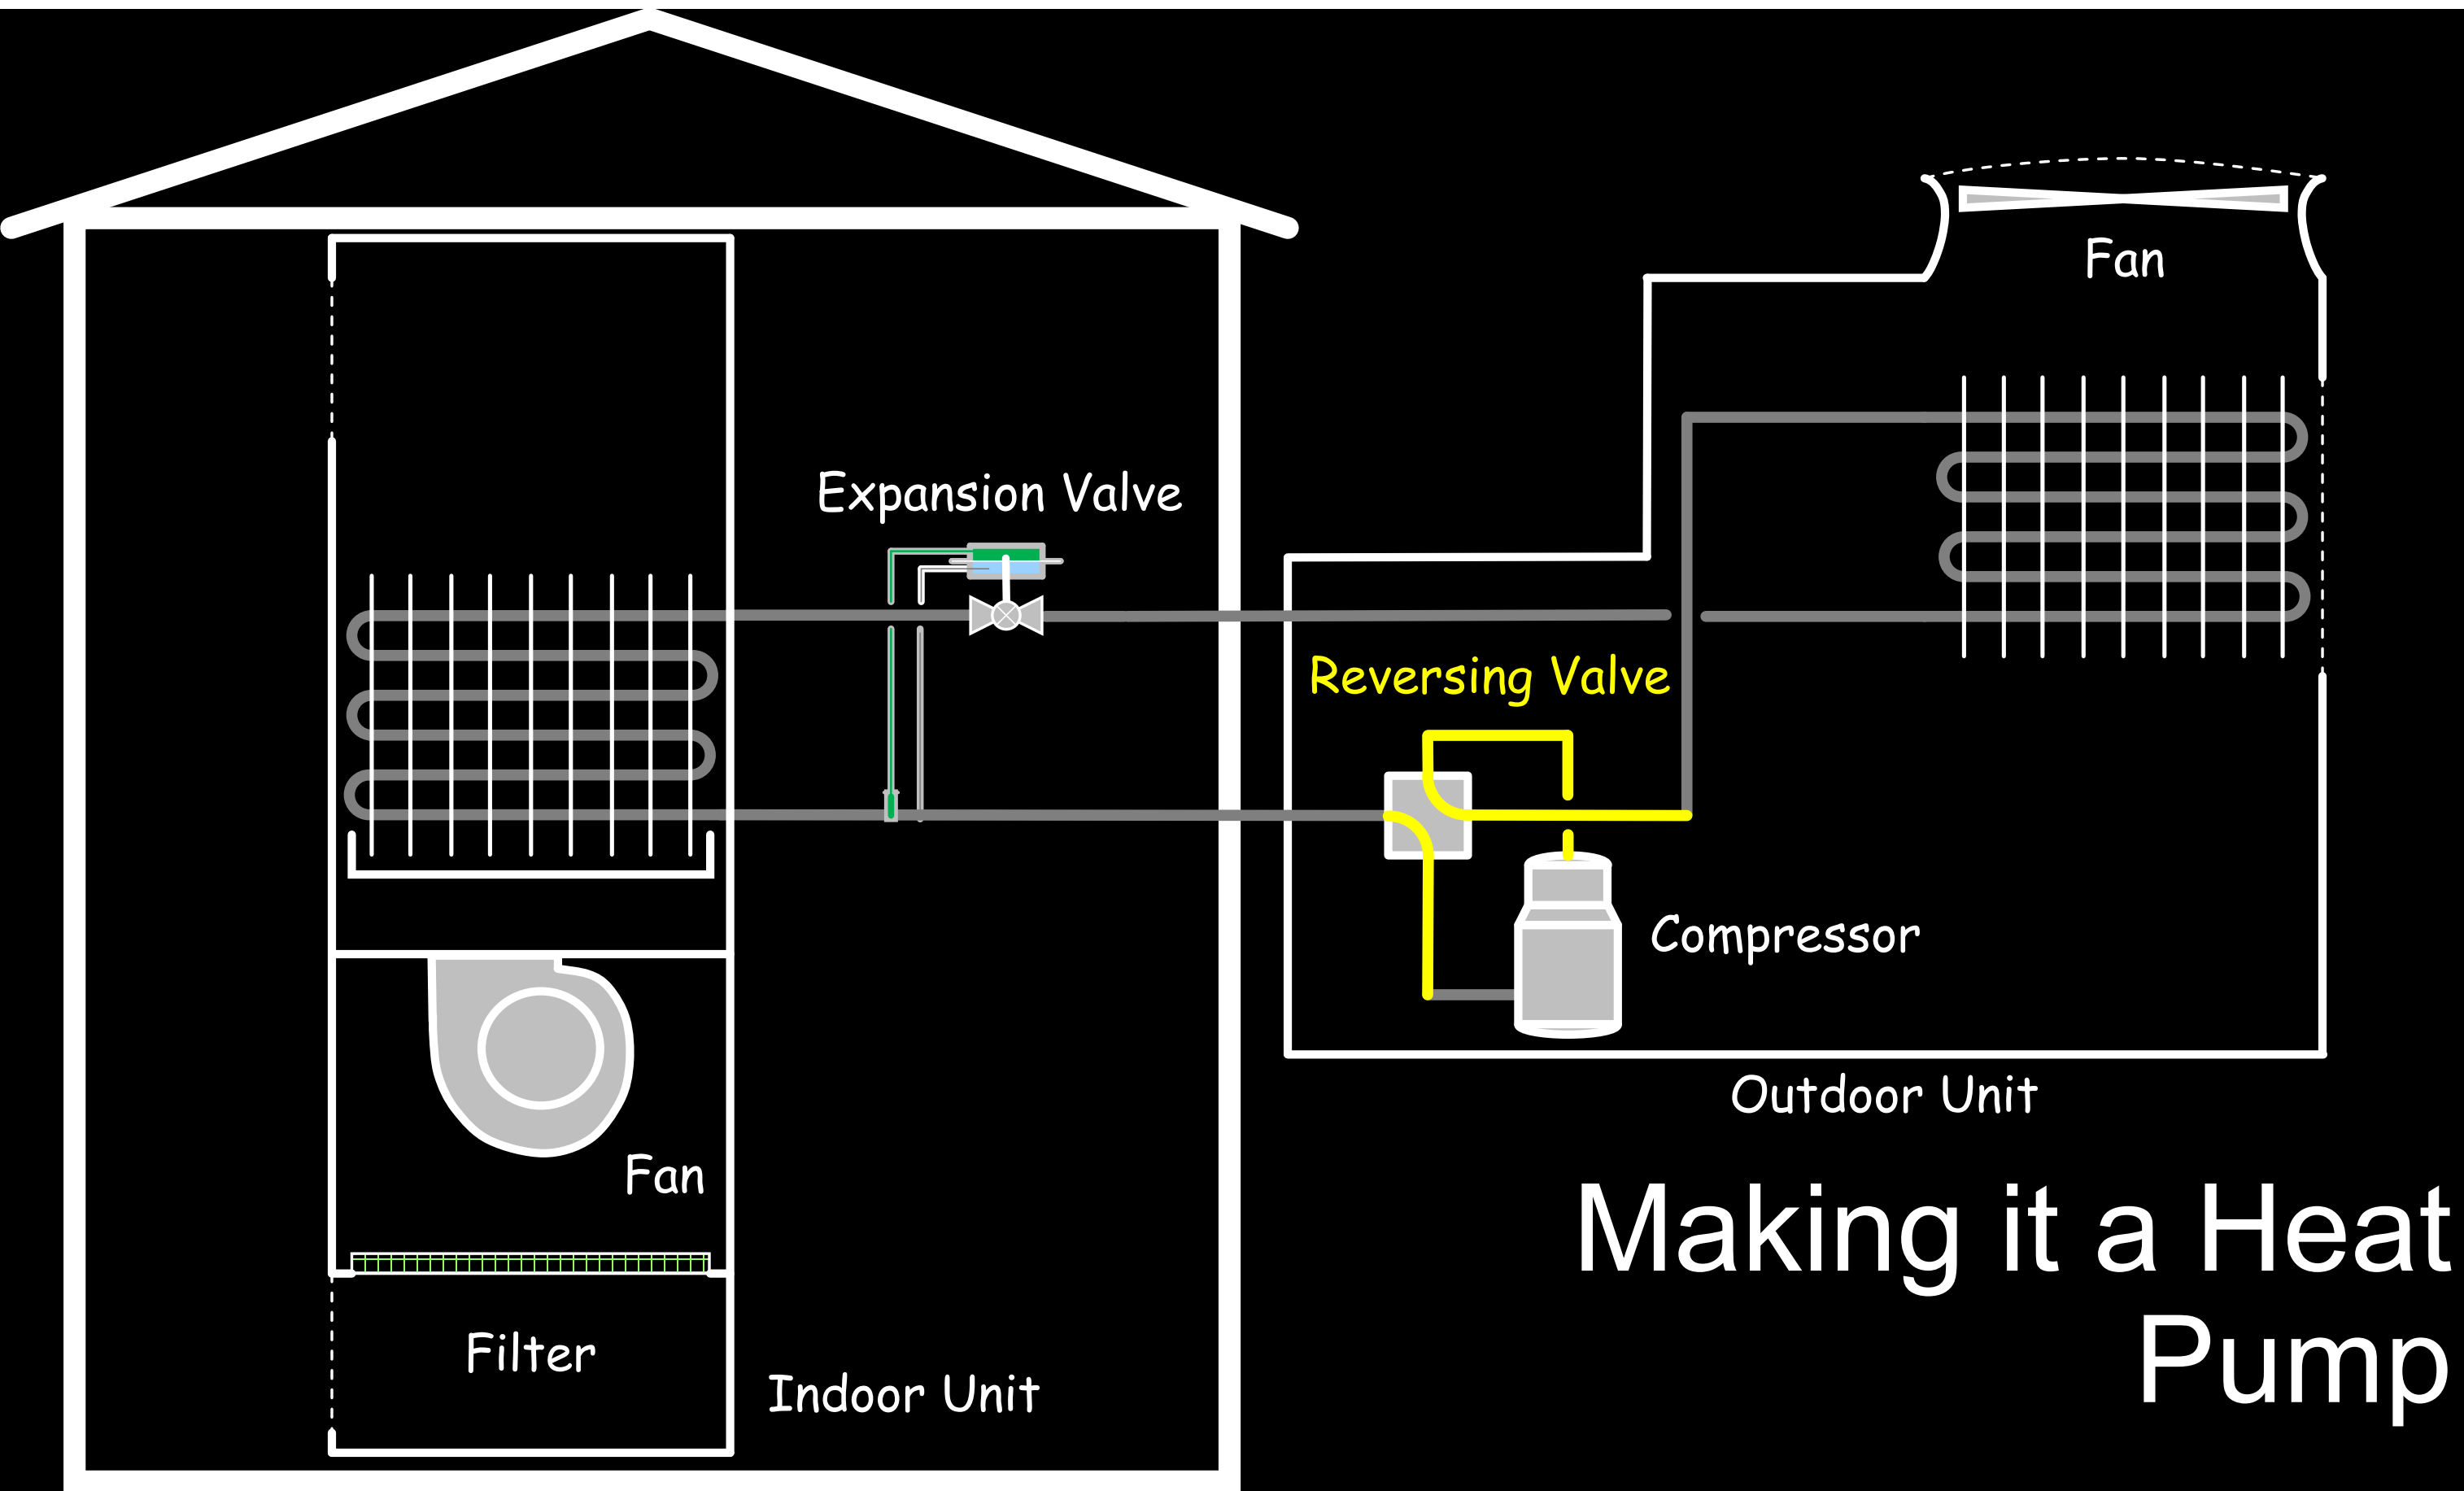 Fan
Expansion Valve
Reversing Valve
Compressor
Outdoor Unit
Fan
Making it a Heat
Pump
Filter
Indoor Unit